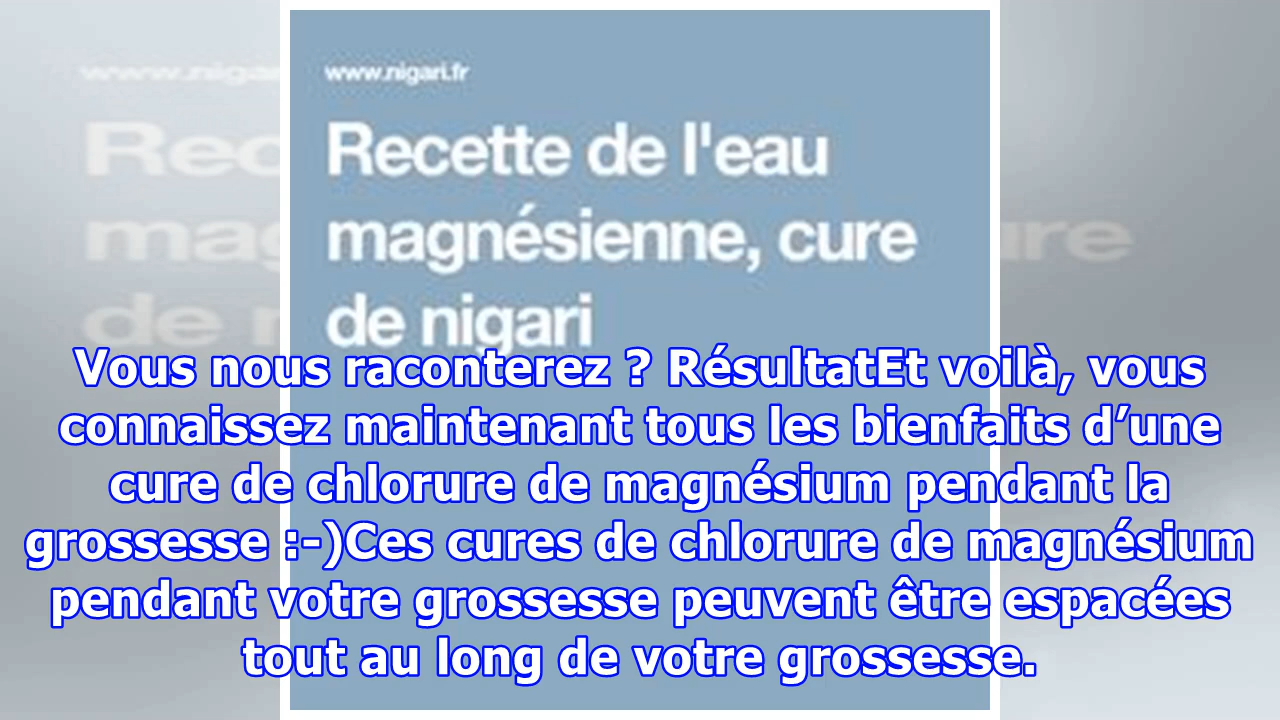 www.nigari.fr
Recette de l'eau
magnésienne, cure
de nigari
Vous nous raconterez ? RésultatEt voilà, vous
connaissez maintenant tous les bienfaits d’une
cure de chlorure de magnésium pendant la
grossesse :-)Ces cures de chlorure de magnésium
pendant votre grossesse peuvent être espacées
tout au long de votre grossesse.